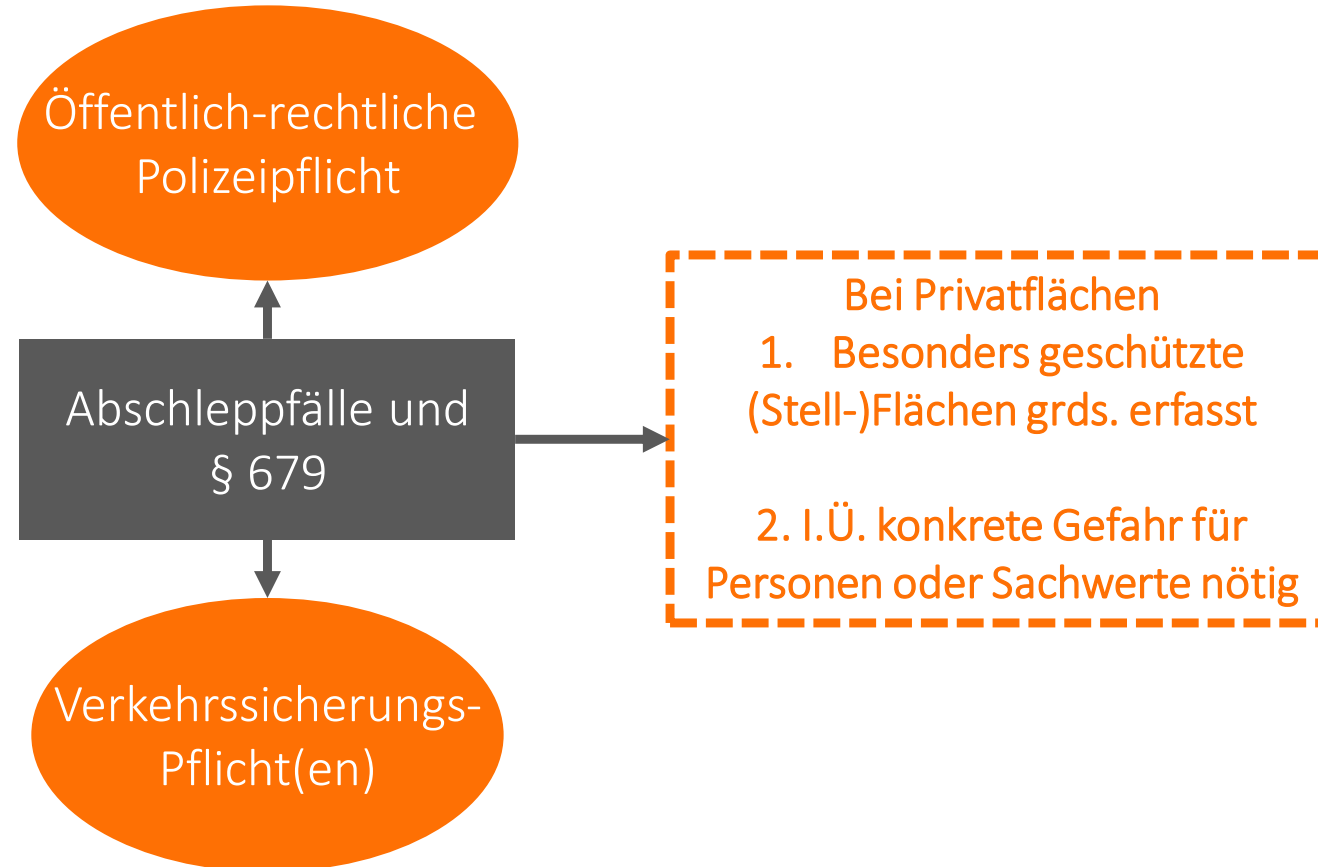 Öffentlich-rechtliche
Polizeipflicht
Abschleppfälle und
§ 679
Bei Privatflächen
1. Besonders geschützte
(Stell-)Flächen grds. erfasst
2. I.Ü. konkrete Gefahr für
Personen oder Sachwerte nötig
Verkehrssicherungs-
Pflicht(en)